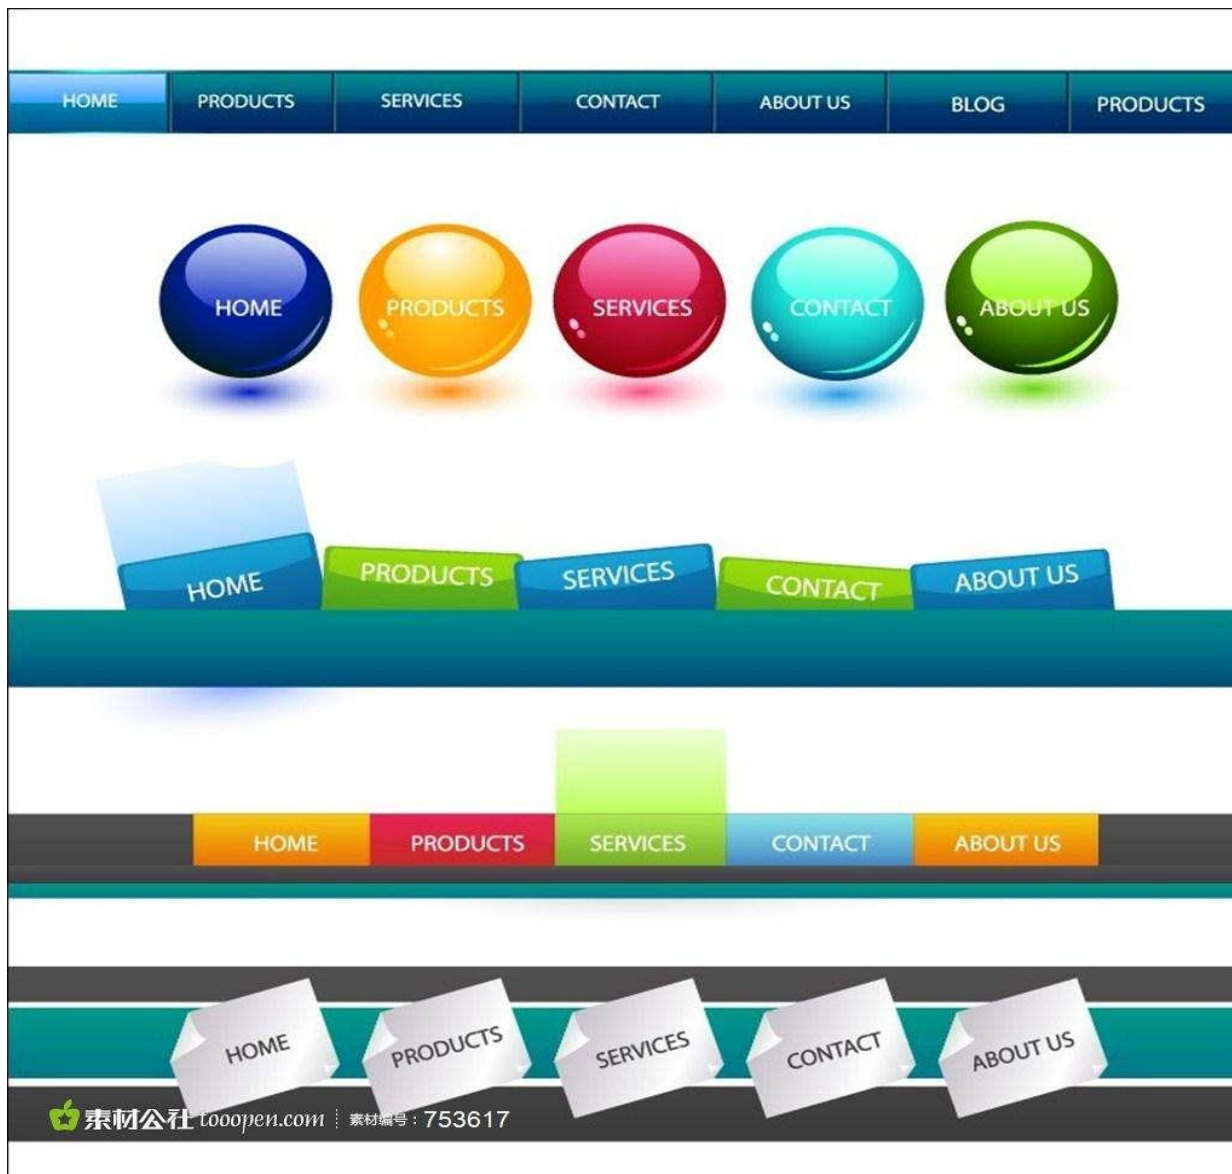 HOME PRODUCTS SERVICES CONTACT ABOUT US BLOG PRODUCTS
HOME PRODUCTS SERVICES CONTACT ABOUT US
HOME PRODUCTS SERVICES CONTACT ABOUT US
HOME PRODUCTS SERVICES CONTACT ABOUT US
HOME PRODUCTS SERVICES CONTACT ABOUT US
素材公社 tooopen.com 素材编号：753617